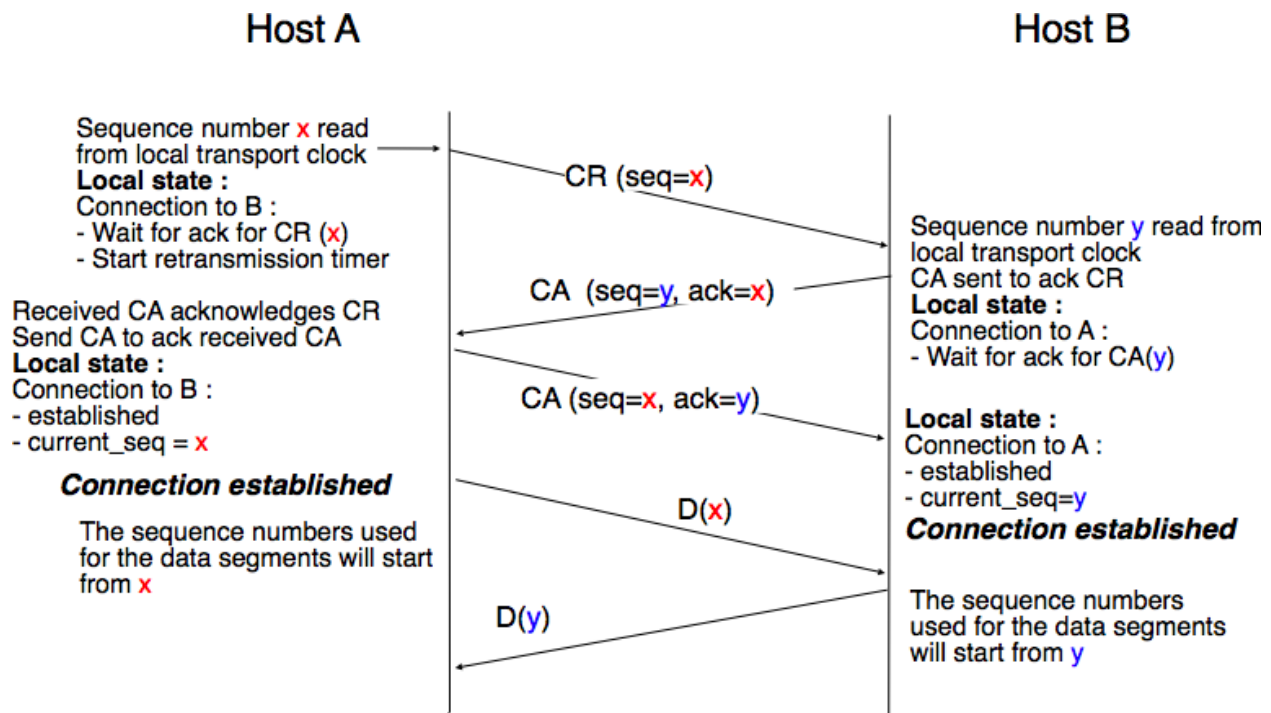 Host A
Host B
Sequence number x read
from local transport clock
Local state :
Connection to B :
- Wait for ack for CR (x)
- Start retransmission timer
CR (seq=x)
Sequence number y read from
local transport clock
CA sent to ack CR
Local state :
Connection to A :
- Wait for ack for CA(y)
CA (seq=y, ack=x)
Received CA acknowledges CR
Send CA to ack received CA
Local state :
Connection to B :
- established
- current_seq = x
Connection established
CA (seq=x, ack=y)
Local state :
Connection to A :
- established
- current_seq=y
Connection established
D(x)
The sequence numbers used
for the data segments will start
from x
D(y)
The sequence numbers
used for the data segments
will start from y